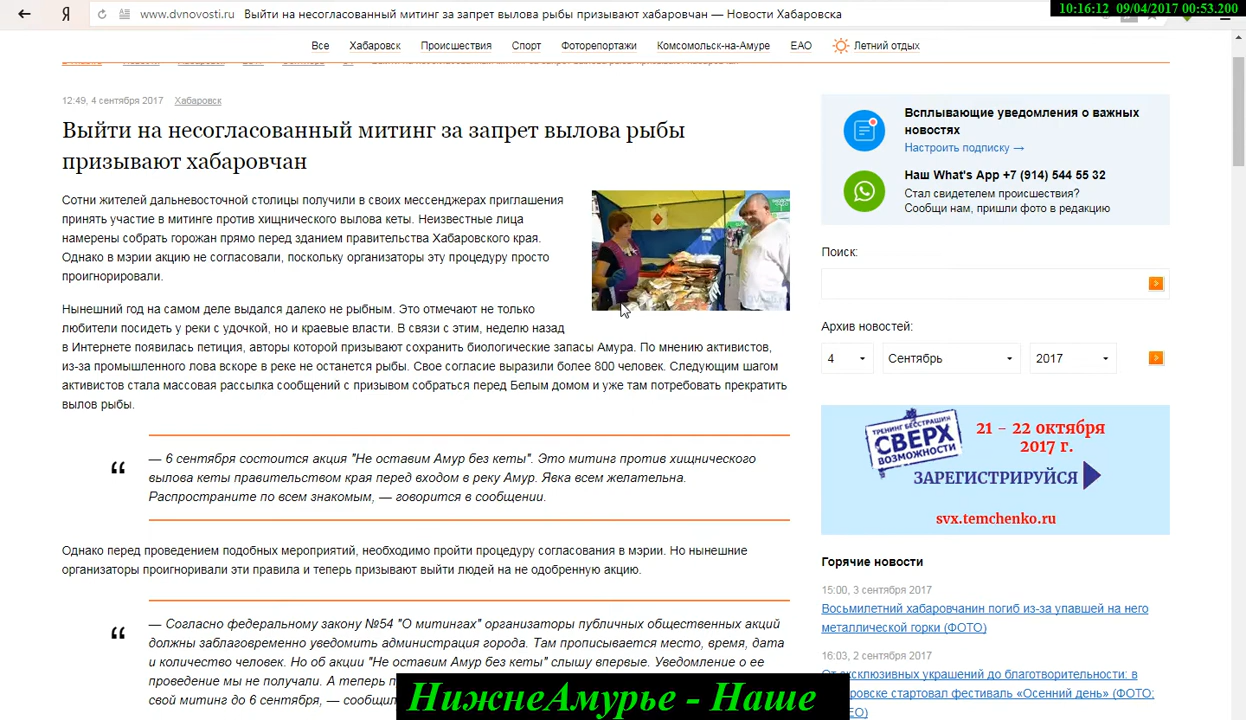 www.dvnovosti.ru Выйти на несогласованный митинг за запрет вылова рыбы призывают хабаровчан — Новости Хабаровска
10:16:12 09/04/2017 00:53.200
Все Хабаровск Происшествия Спорт Фоторепортажи Комсомольск-на-Амуре ЕАО Летний отдых
12:49, 4 сентября 2017 Хабаровск
Выйти на несогласованный митинг за запрет вылова рыбы
призывают хабаровчан
Сотни жителей дальневосточной столицы получили в своих мессенджерах приглашения
принять участие в митинге против хищнического вылова кеты. Неизвестные лица
намерены собрать горожан прямо перед зданием правительства Хабаровского края.
Однако в мэрии акцию не согласовали, поскольку организаторы эту процедуру просто
проигнорировали.
Нынешний год на самом деле выдался далеко не рыбным. Это отмечают не только
любители посидеть у реки с удочкой, но и краевые власти. В связи с этим, неделю назад
в Интернете появилась петиция, авторы которой призывают сохранить биологические запасы Амура. По мнению активистов,
из-за промышленного лова вскоре в реке не останется рыбы. Свое согласие выразили более 800 человек. Следующим шагом
активистов стала массовая рассылка сообщений с призывом собраться перед Белым домом и уже там потребовать прекратить
вылов рыбы.
“
— 6 сентября состоится акция "Не оставим Амур без кеты". Это митинг против хищнического
вылова кеты правительством края перед входом в реку Амур. Явка всем желательна.
Распространите по всем знакомым, — говорится в сообщении.
Однако перед проведением подобных мероприятий, необходимо пройти процедуру согласования в мэрии. Но нынешние
организаторы проигноривали эти правила и теперь призывают выйти людей на не одобренную акцию.
“
— Согласно федеральному закону №54 "О митингах" организаторы публичных общественных акций
должны заблаговременно уведомить администрация города. Там прописывается место, время, дата
и количество человек. Но об акции "Не оставим Амур без кеты" слышу впервые. Уведомление о ее
проведение мы не получали. А теперь
свой митинг до 6 сентября, — сообщил
Всплывающие уведомления о важных
новостях
Настроить подписку →
Наш What's App +7 (914) 544 55 32
Стал свидетелем происшествия?
Сообщи нам, пришли фото в редакцию
Поиск:
Архив новостей:
4 Сентябрь 2017
ТРЕНИНГ БЕССТРАШИН
СВЕРХ
ВОЗМОЖНОСТИ
21 – 22 октября
2017 г.
ЗАРЕГИСТРИРУЙСЯ
svx.temchenko.ru
Горячие новости
15:00, 3 сентября 2017
Восьмилетний хабаровчанин погиб из-за упавшей на него
металлической горки (ФОТО)
16:03, 2 сентября 2017
От эксклюзивных украшений до благотворительности: в
стартовал фестиваль «Осенний день» (ФОТО;
НижнеАмурье - Наше